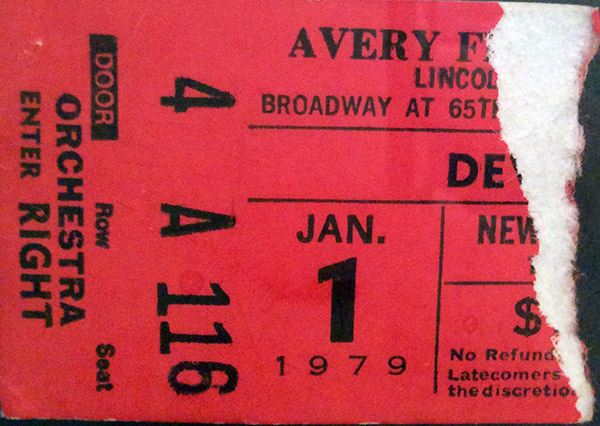 DOOR 4
ORCHESTRA
ENTER RIGHT
Row A
Seat 116
AVERY F
LINCOL
BROADWAY AT 65TH
DE
JAN.
1
1979
NEW
$
No Refund
Latecomers
the discretio